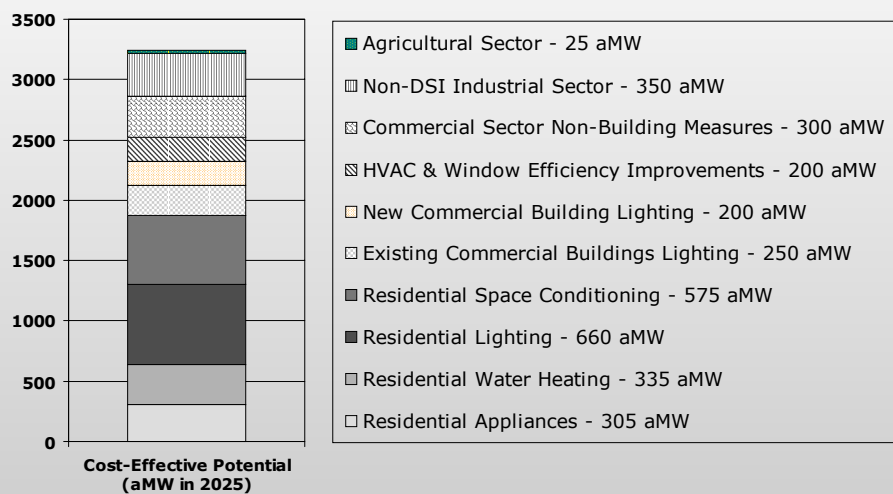 3500
3000
2500
2000
1500
1000
500
0
Cost-Effective Potential
(aMW in 2025)
Agricultural Sector - 25 aMW
Non-DSI Industrial Sector - 350 aMW
Commercial Sector Non-Building Measures - 300 aMW
HVAC & Window Efficiency Improvements - 200 aMW
New Commercial Building Lighting - 200 aMW
Existing Commercial Buildings Lighting - 250 aMW
Residential Space Conditioning - 575 aMW
Residential Lighting - 660 aMW
Residential Water Heating - 335 aMW
Residential Appliances - 305 aMW